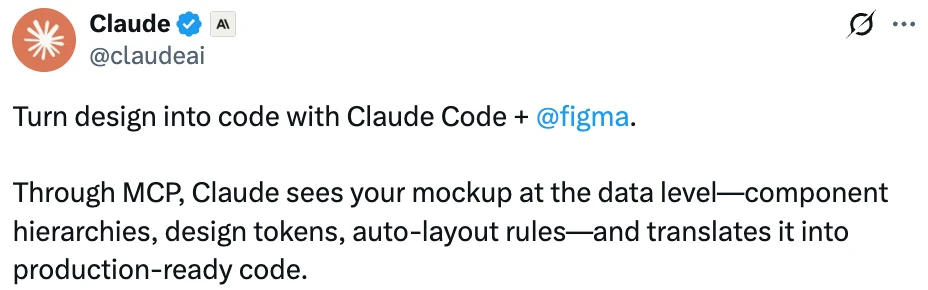 Claude
@claudeai
Turn design into code with Claude Code + @figma.
Through MCP, Claude sees your mockup at the data level—component
hierarchies, design tokens, auto-layout rules—and translates it into
production-ready code.